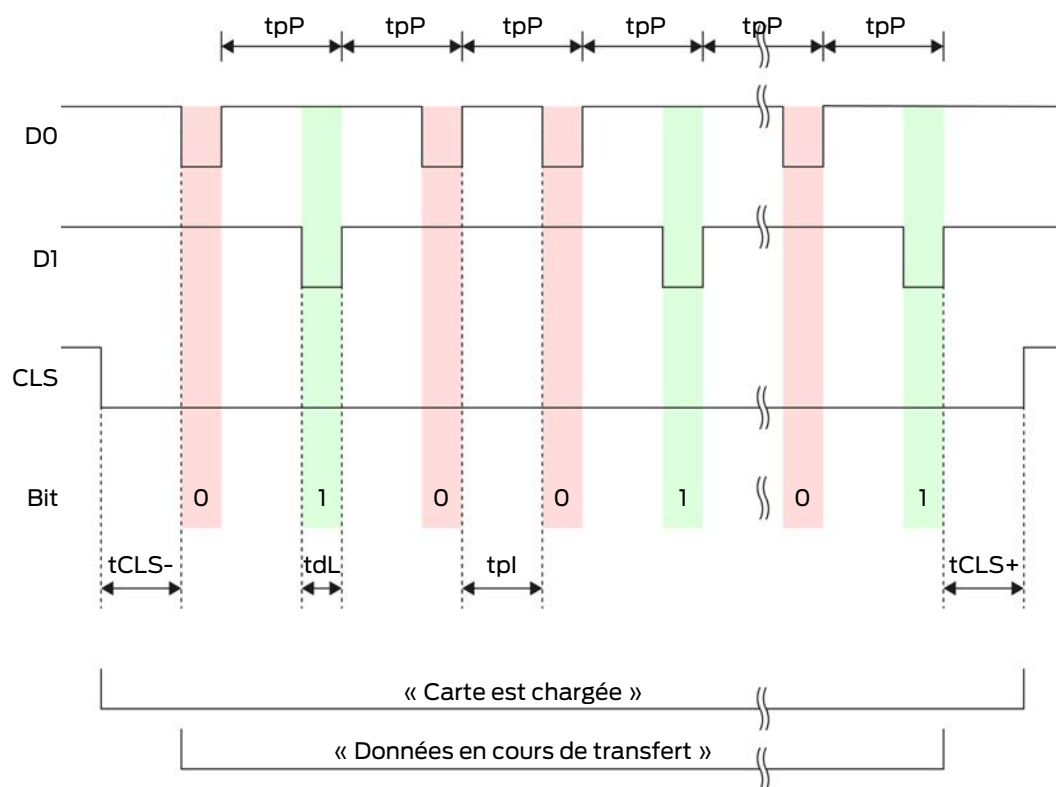 tpP tpP tpP tpP tpP tpP
D0
D1
CLS
Bit 0 1 0 0 1 0 1
tCLS- tdL tpI tCLS+
« Carte est chargée »
« Données en cours de transfert »